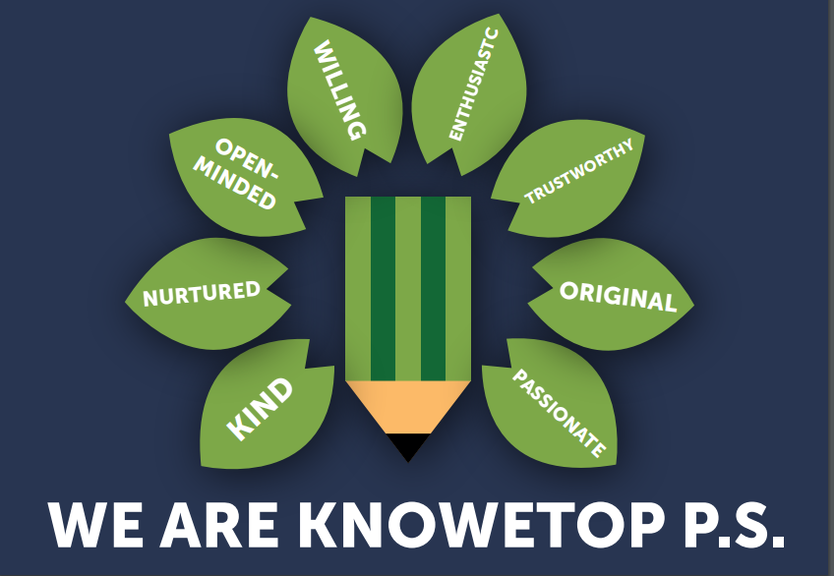 KIND
NURTURED
OPEN-
MINDED
WILLING
ENTHUSIASTC
TRUSTWORTHY
ORIGINAL
PASSIONATE
WE ARE KNOWETOP P.S.